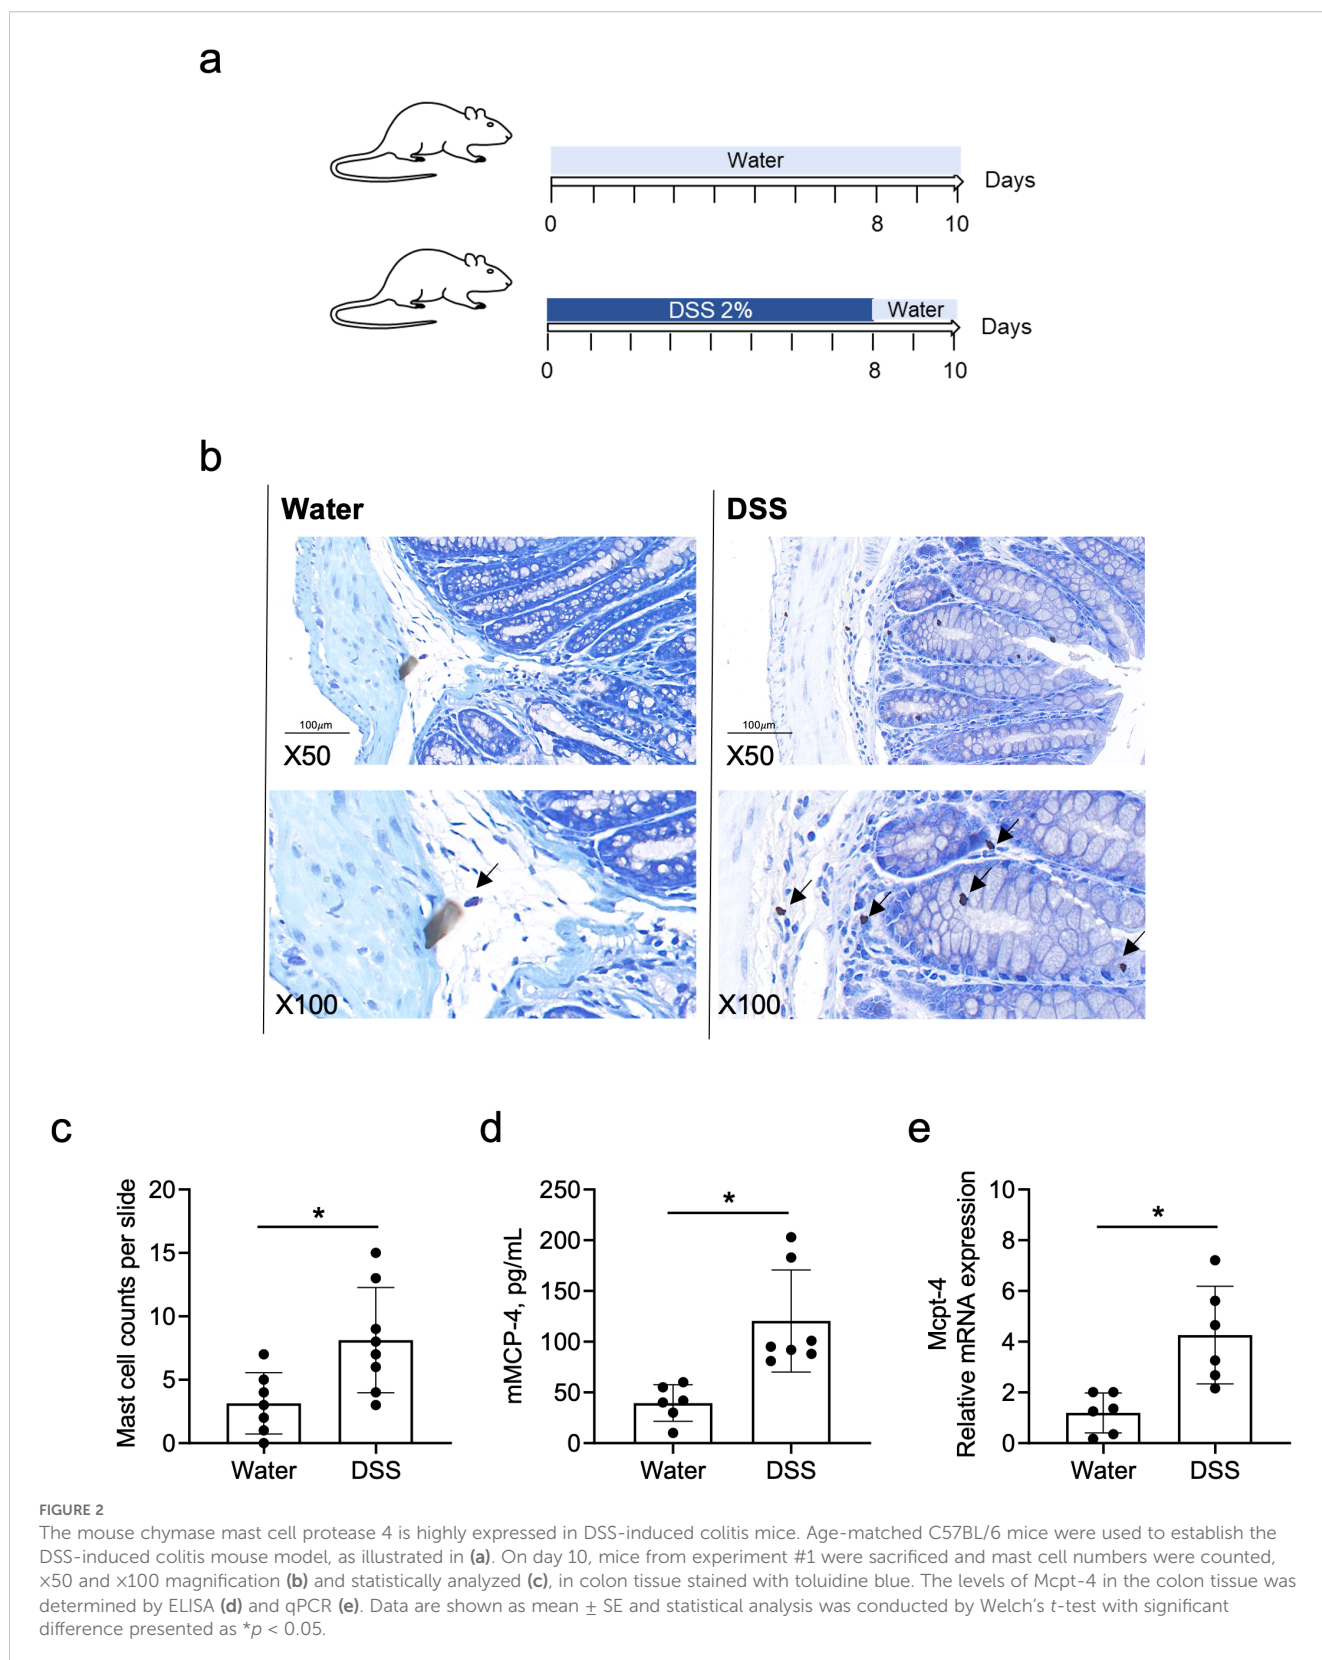 a
Water
Days
0 8 10
DSS 2% Water
Days
0 8 10
b
Water DSS
100μm 100μm
X50 X50
X100 X100
c d e
Mast cell counts per slide
20
15
10
5
0
*
Water DSS
mMCP-4, pg/mL
250
200
150
100
50
0
*
Water DSS
Mcpt-4
Relative mRNA expression
10
8
6
4
2
0
*
Water DSS
FIGURE 2
The mouse chymase mast cell protease 4 is highly expressed in DSS-induced colitis mice. Age-matched C57BL/6 mice were used to establish the
DSS-induced colitis mouse model, as illustrated in (a). On day 10, mice from experiment #1 were sacrificed and mast cell numbers were counted,
×50 and ×100 magnification (b) and statistically analyzed (c), in colon tissue stained with toluidine blue. The levels of Mcpt-4 in the colon tissue was
determined by ELISA (d) and qPCR (e). Data are shown as mean ± SE and statistical analysis was conducted by Welch's t-test with significant
difference presented as *p < 0.05.